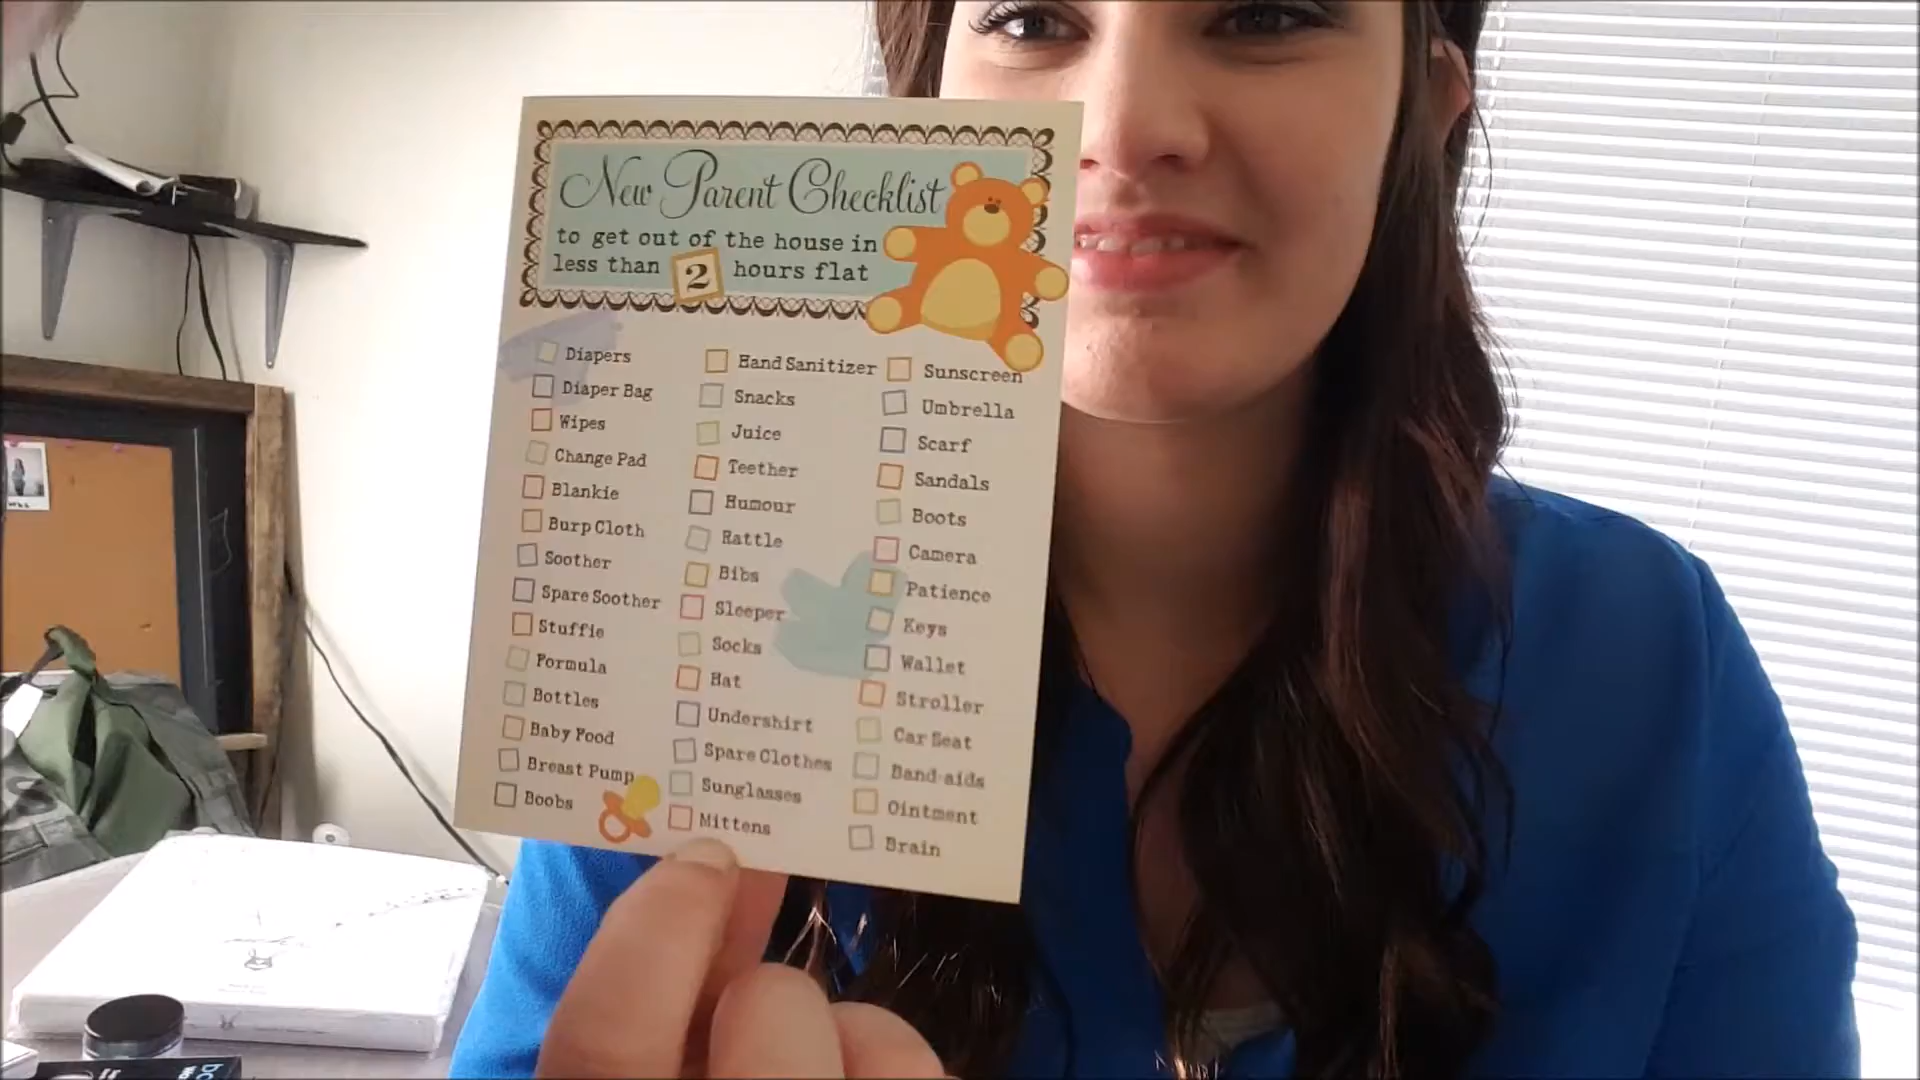 New Parent Checklist
to get out of the house in
less than 2 hours flat
Diapers
Diaper Bag
Wipes
Change Pad
Blankie
Burp Cloth
Soother
Spare Soother
Stuffie
Formula
Bottles
Baby Food
Breast Pump
Boobs
Hand Sanitizer
Snacks
Juice
Teether
Humour
Rattle
Bibs
Sleeper
Socks
Hat
Undershirt
Spare Clothes
Sunglasses
Mittens
Sunscreen
Umbrella
Scarf
Sandals
Boots
Camera
Patience
Keys
Wallet
Stroller
Car Seat
Band-aids
Ointment
Brain